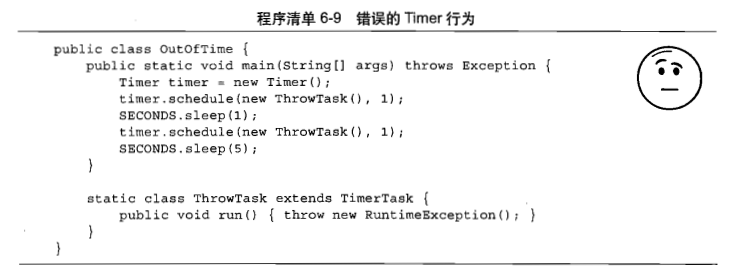 程序清单 6-9 错误的 Timer 行为
public class OutOfTime {
    public static void main(String[] args) throws Exception {
        Timer timer = new Timer();
        timer.schedule(new ThrowTask(), 1);
        SECONDS.sleep(1);
        timer.schedule(new ThrowTask(), 1);
        SECONDS.sleep(5);
    }
    static class ThrowTask extends TimerTask {
        public void run() { throw new RuntimeException(); }
    }
}